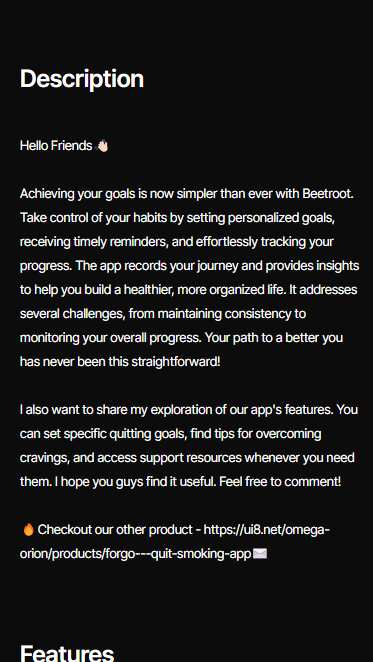 Description
Hello Friends 👋🏻
Achieving your goals is now simpler than ever with Beetroot.
Take control of your habits by setting personalized goals,
receiving timely reminders, and effortlessly tracking your
progress. The app records your journey and provides insights
to help you build a healthier, more organized life. It addresses
several challenges, from maintaining consistency to
monitoring your overall progress. Your path to a better you
has never been this straightforward!
I also want to share my exploration of our app's features. You
can set specific quitting goals, find tips for overcoming
cravings, and access support resources whenever you need
them. I hope you guys find it useful. Feel free to comment!
🔥 Checkout our other product - https://ui8.net/omega-
orion/products/forgo---quit-smoking-app✉️
Features